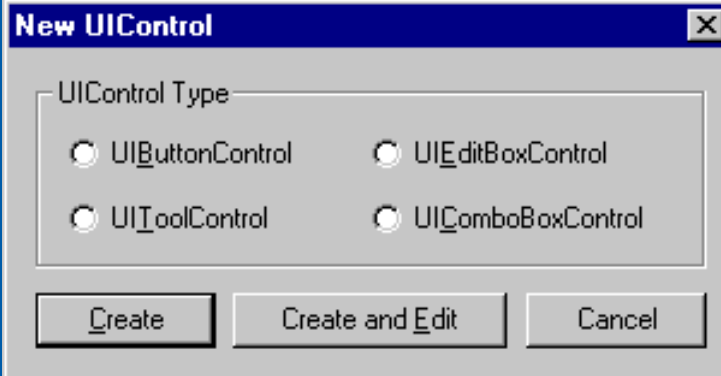 New UIControl
UIControl Type
UIButtonControl UIEditBoxControl
UIToolControl UIComboBoxControl
Create Create and Edit Cancel